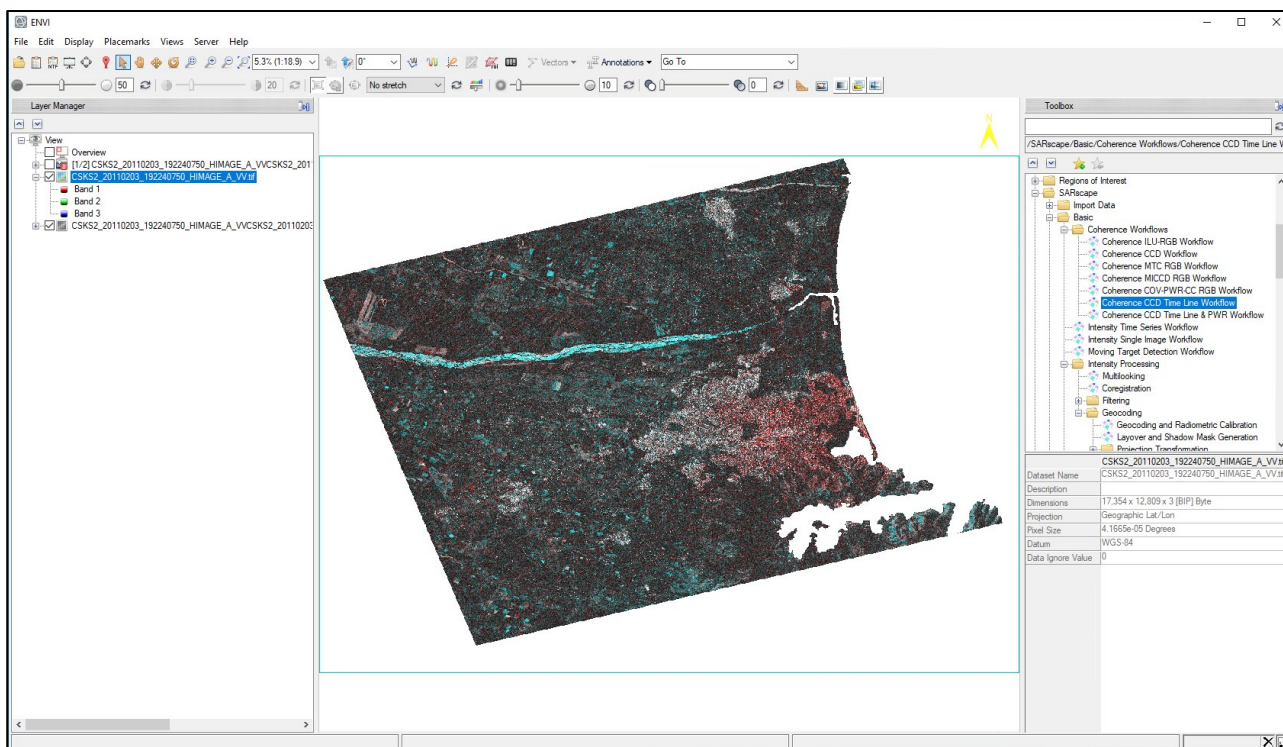 ENVI
File Edit Display Placemarks Views Server Help
5.3% (1:18.9) 0° Vectors Annotations Go To
50 20 No stretch 10 0
Layer Manager
View
Overview
[1/2] CSKS2_20110203_192240750_HIMAGE_A_VVCSKS2_201
CSKS2_20110203_192240750_HIMAGE_A_VV.tif
Band 1
Band 2
Band 3
CSKS2_20110203_192240750_HIMAGE_A_VVCSKS2_20110203
N
Toolbox
/SARscape/Basic/Coherence Workflows/Coherence CCD Time Line W
Regions of Interest
SARscape
Import Data
Basic
Coherence Workflows
Coherence ILU-RGB Workflow
Coherence CCD Workflow
Coherence MTC RGB Workflow
Coherence MICCD RGB Workflow
Coherence COV-PWR-CC RGB Workflow
Coherence CCD Time Line Workflow
Coherence CCD Time Line & PWR Workflow
Intensity Time Series Workflow
Intensity Single Image Workflow
Moving Target Detection Workflow
Intensity Processing
Multilooking
Coregistration
Filtering
Geocoding
Geocoding and Radiometric Calibration
Layover and Shadow Mask Generation
Projection Transformation
CSKS2_20110203_192240750_HIMAGE_A_VV.ti
Dataset Name CSKS2_20110203_192240750_HIMAGE_A_VV.ti
Description
Dimensions 17,354 x 12,809 x 3 [BIP] Byte
Projection Geographic Lat/Lon
Pixel Size 4.1665e-05 Degrees
Datum WGS-84
Data Ignore Value 0